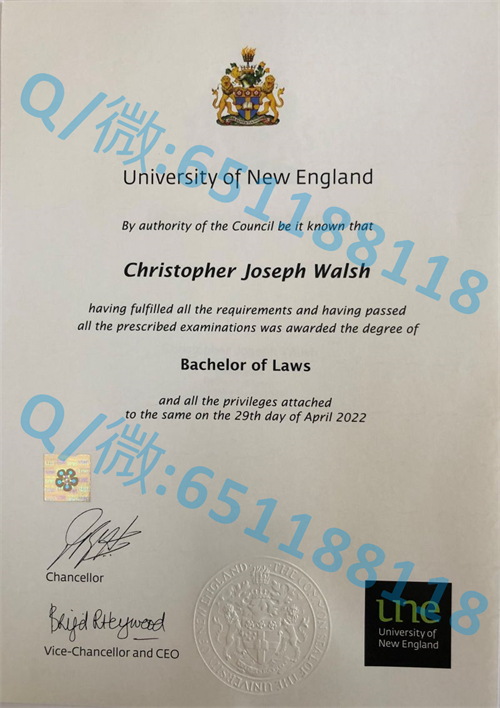 University of New England
By authority of the Council be it known that
Christopher Joseph Walsh
having fulfilled all the requirements and having passed
all the prescribed examinations was awarded the degree of
Bachelor of Laws
and all the privileges attached
to the same on the 29th day of April 2022
Q/微:651188118
Q/微:651188118
Chancellor
Brigid Heywood
Vice-Chancellor and CEO
une
University of
New England